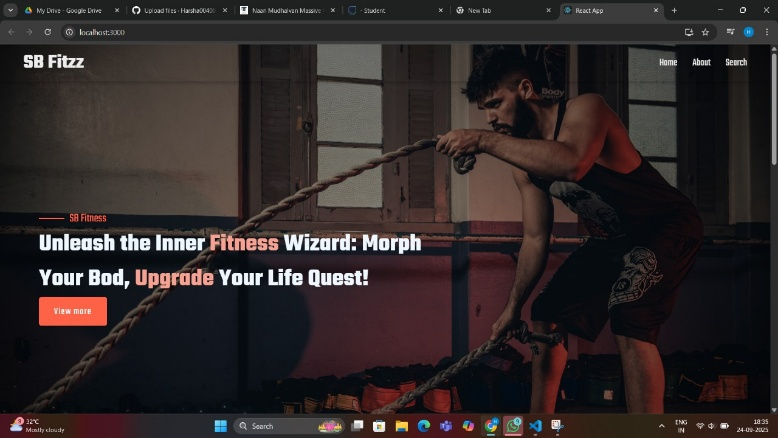 My Drive - Google Drive
Upload files · Harsha0040
Naan Mudhalvan Massive
- Student
New Tab
React App
localhost:3000
SB Fitzz
Home About Search
SB Fitness
Unleash the Inner Fitness Wizard: Morph
Your Bod, Upgrade Your Life Quest!
View more
32°C
Mostly cloudy
Search
ENG
IN
18:35
24-09-2025